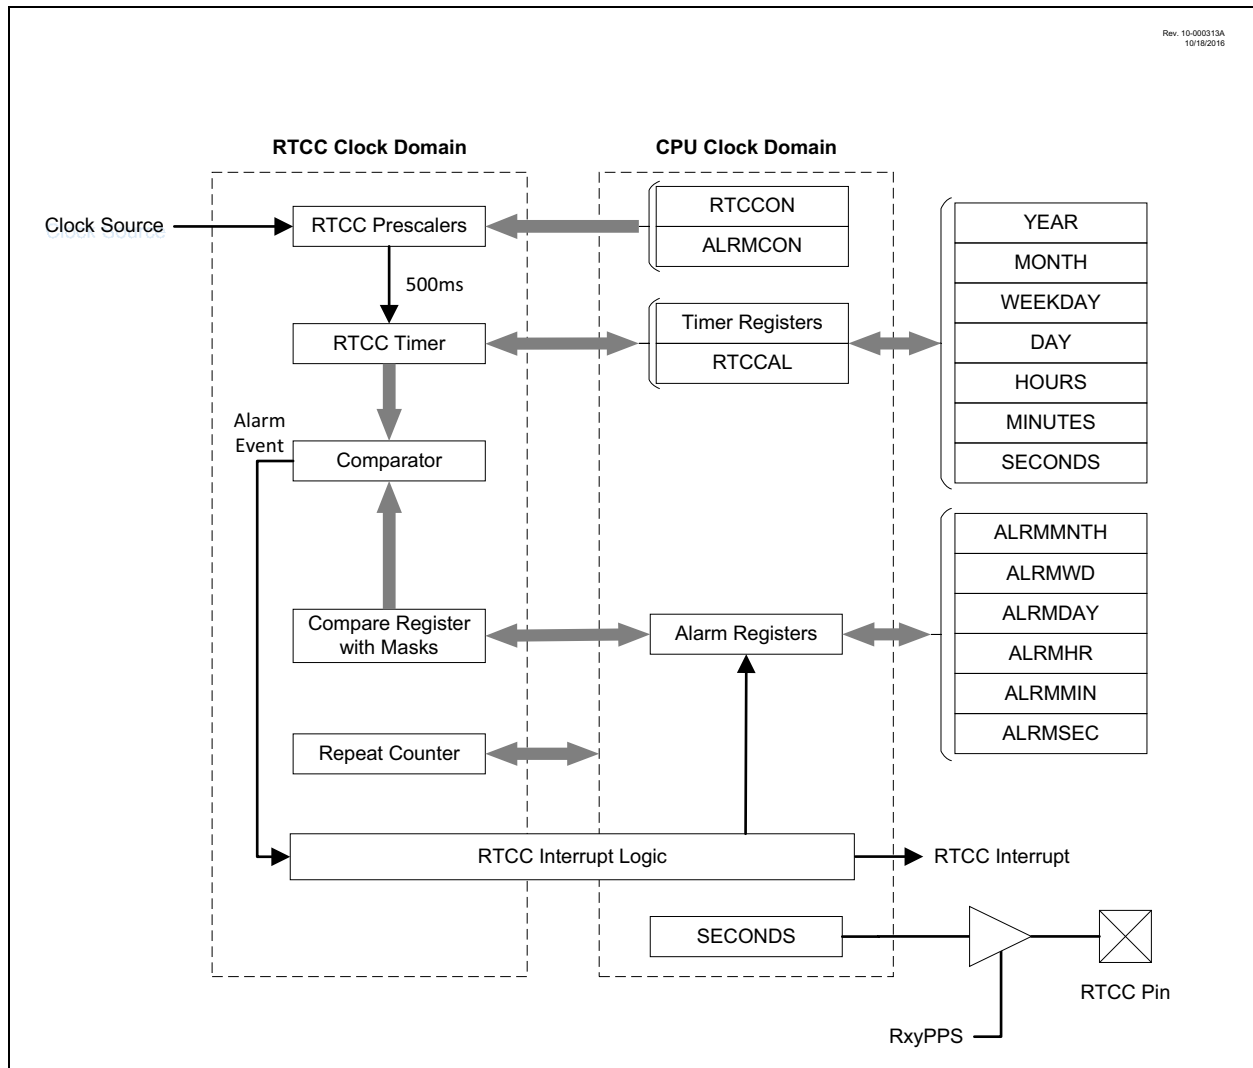 Rev. 10-000313A
10/18/2016
RTCC Clock Domain
CPU Clock Domain
Clock Source
RTCC Prescalers
RTCCON
ALRMCON
500ms
RTCC Timer
Timer Registers
RTCCAL
YEAR
MONTH
WEEKDAY
DAY
HOURS
MINUTES
SECONDS
Alarm
Event
Comparator
Compare Register
with Masks
Alarm Registers
ALRMMNTH
ALRMWD
ALRMDAY
ALRMHR
ALRMMIN
ALRMSEC
Repeat Counter
RTCC Interrupt Logic
RTCC Interrupt
SECONDS
RTCC Pin
RxyPPS